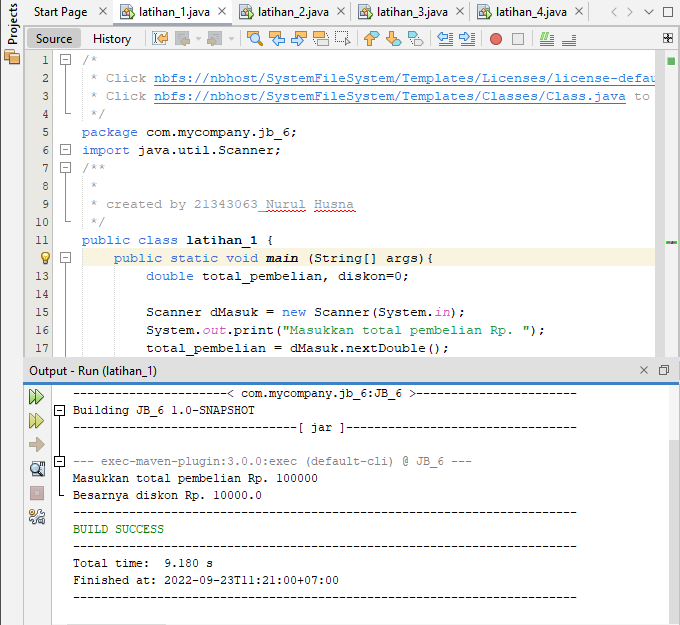 Projects
Start Page
latihan_1.java
latihan_2.java
latihan_3.java
latihan_4.java
Source History
1 /*
2 * Click nbfs://nbhost/SystemFileSystem/Templates/Licenses/license-defau
3 * Click nbfs://nbhost/SystemFileSystem/Templates/Classes/Class.java to
4 */
5 package com.mycompany.jb_6;
6 import java.util.Scanner;
7 /**
8 *
9 * created by 21343063_Nurul Husna
10 */
11 public class latihan_1 {
public static void main (String[] args){
13 double total_pembelian, diskon=0;
14
15 Scanner dMasuk = new Scanner(System.in);
16 System.out.print("Masukkan total pembelian Rp. ");
17 total_pembelian = dMasuk.nextDouble();
Output - Run (latihan_1)
-----------------------< com.mycompany.jb_6:JB_6 >-----------------------
Building JB_6 1.0-SNAPSHOT
--------------------------------[ jar ]---------------------------------
--- exec-maven-plugin:3.0.0:exec (default-cli) @ JB_6 ---
Masukkan total pembelian Rp. 100000
Besarnya diskon Rp. 10000.0
------------------------------------------------------------------------
BUILD SUCCESS
------------------------------------------------------------------------
Total time:  9.180 s
Finished at: 2022-09-23T11:21:00+07:00
------------------------------------------------------------------------